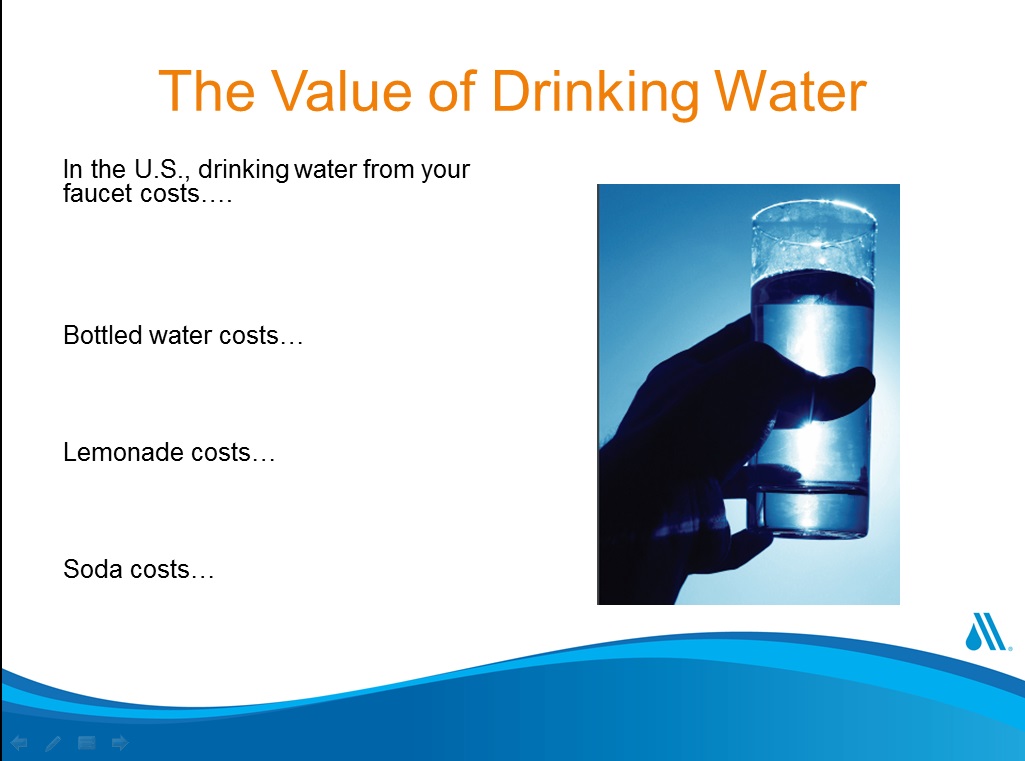 The Value of Drinking Water
In the U.S., drinking water from your
faucet costs….
Bottled water costs…
Lemonade costs…
Soda costs…
®